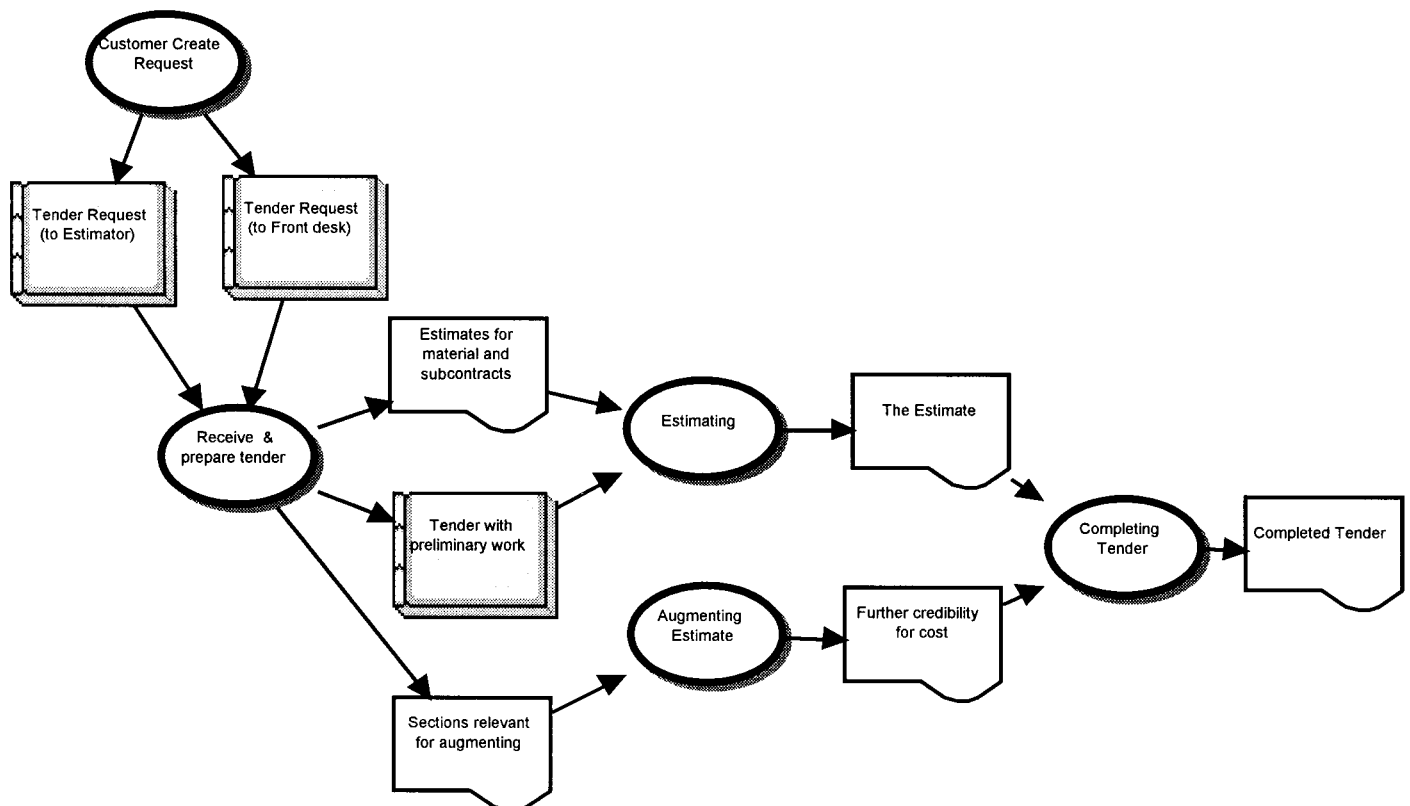 Customer Create
Request
Tender Request
(to Estimator)
Tender Request
(to Front desk)
Estimates for
material and
subcontracts
Estimating
The Estimate
Receive &
prepare tender
Tender with
preliminary work
Completing
Tender
Completed Tender
Augmenting
Estimate
Further credibility
for cost
Sections relevant
for augmenting